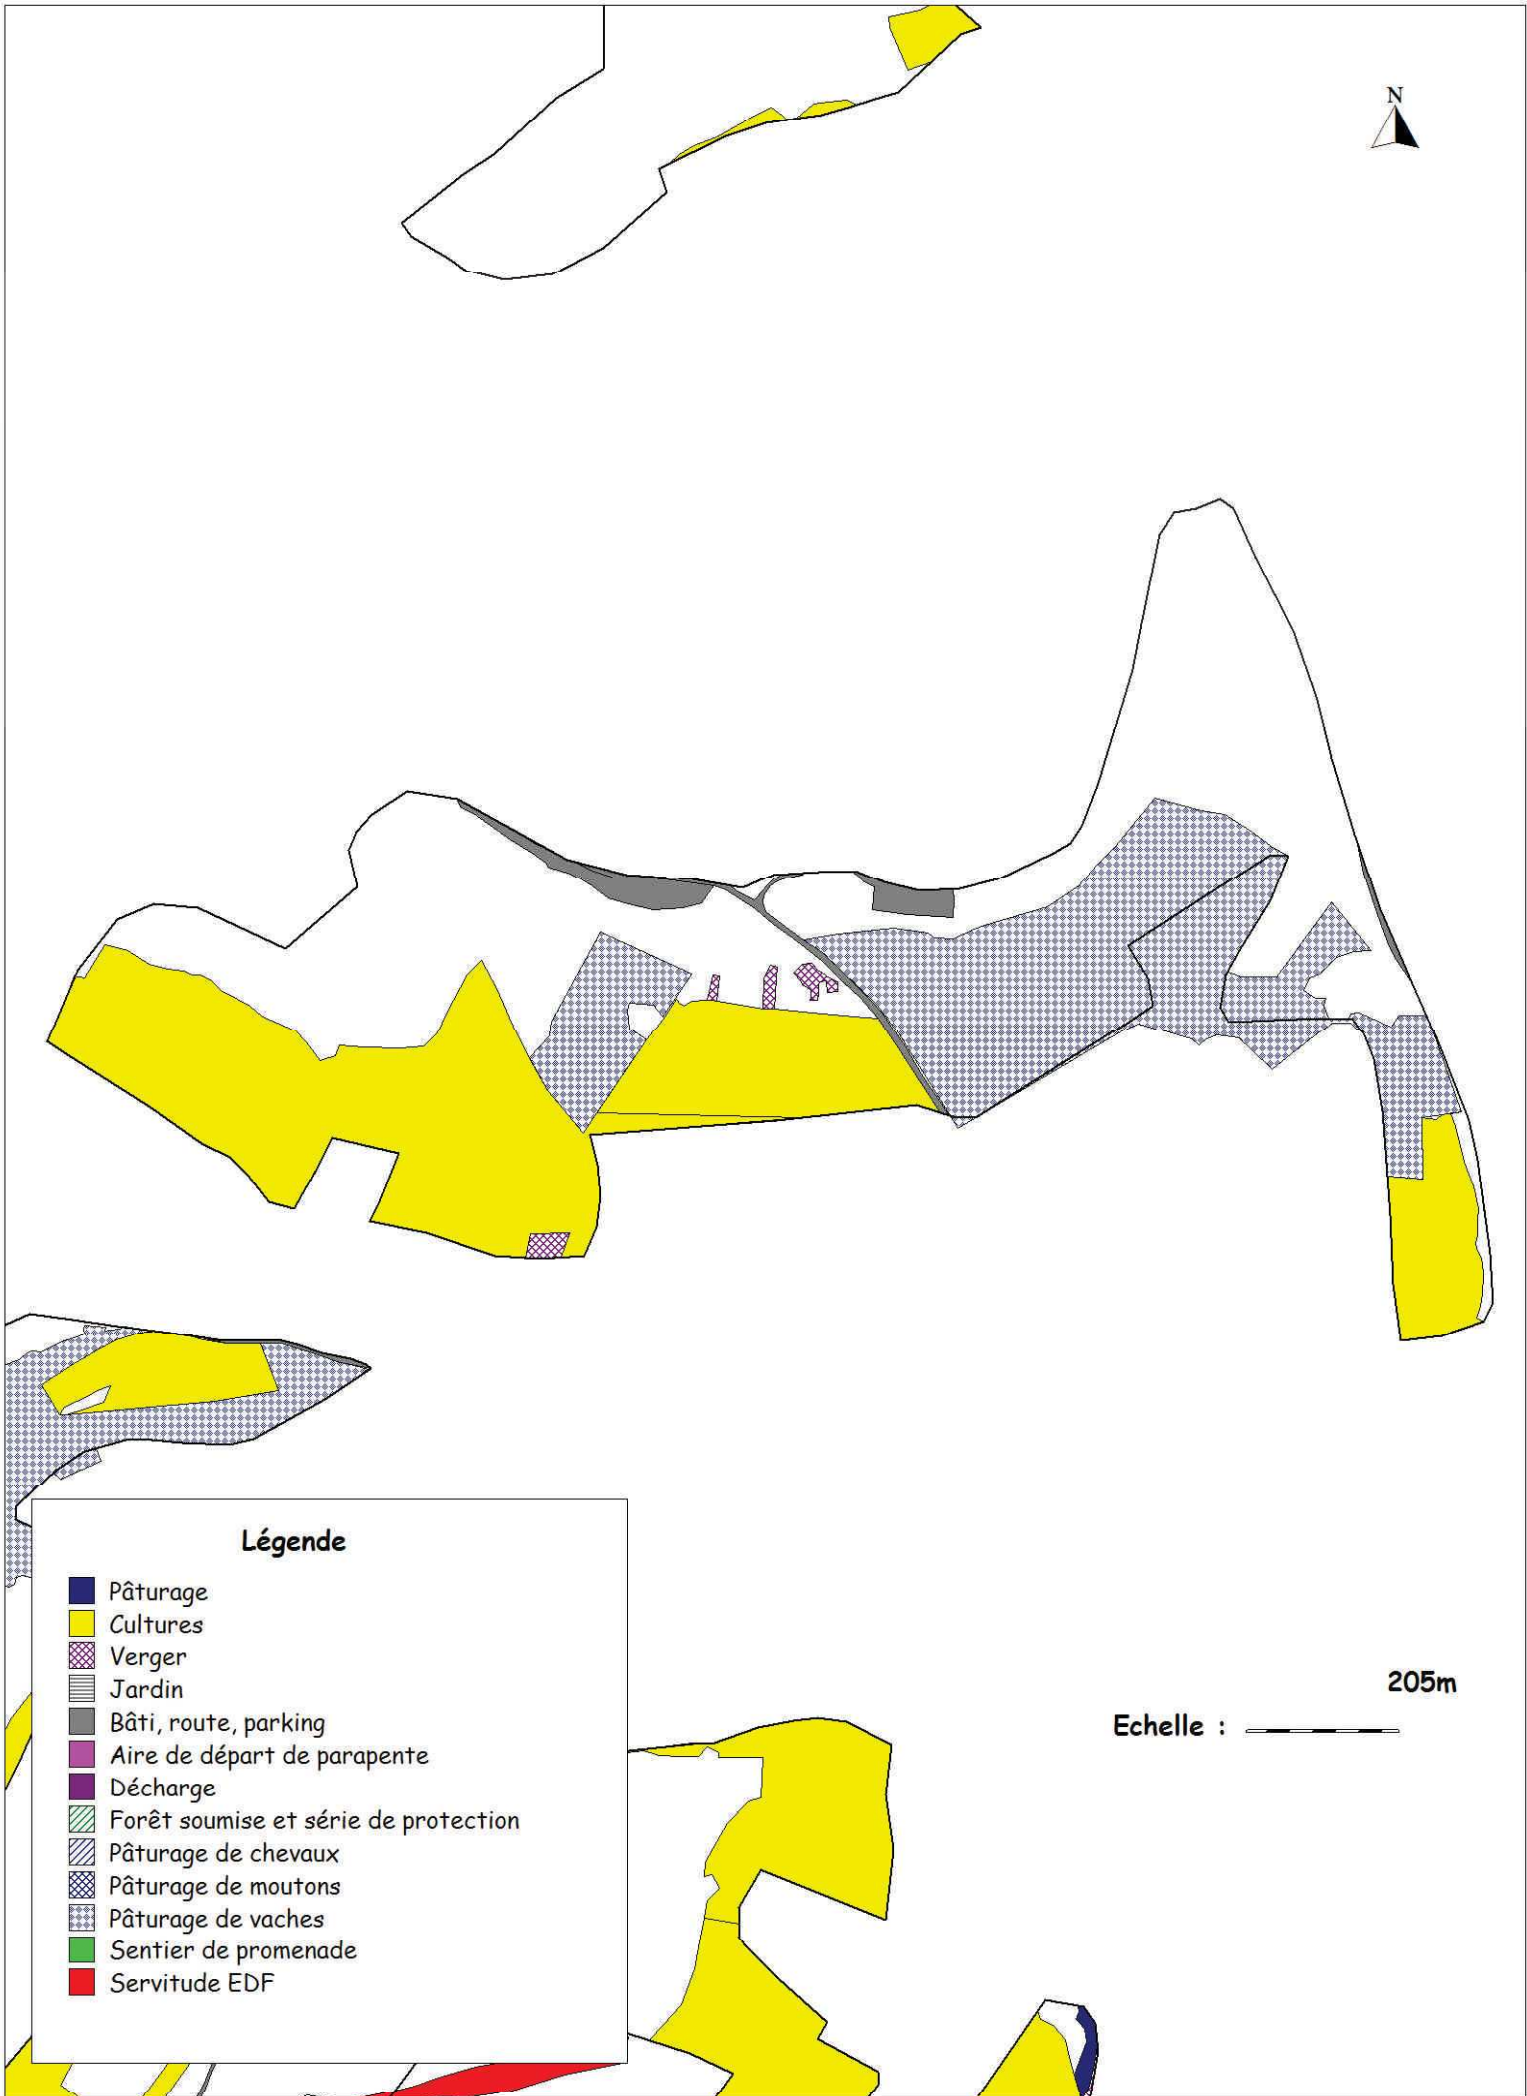 N
Légende
Pâturage
Cultures
Verger
Jardin
Bâti, route, parking
Aire de départ de parapente
Décharge
Forêt soumise et série de protection
Pâturage de chevaux
Pâturage de moutons
Pâturage de vaches
Sentier de promenade
Servitude EDF
205m
Echelle :